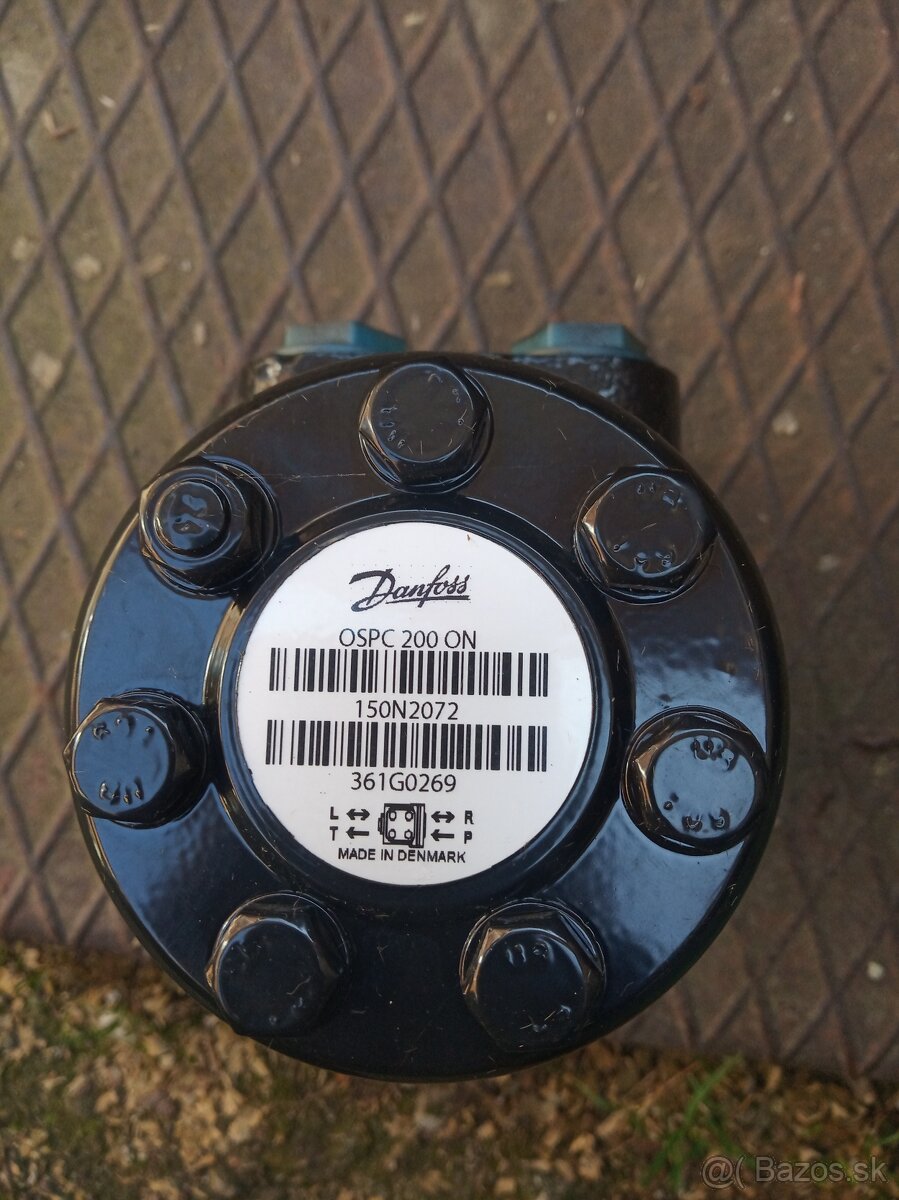 Danfoss
OSPC 200 ON
150N2072
361G0269
L R
T P
MADE IN DENMARK
@( Bazos.sk